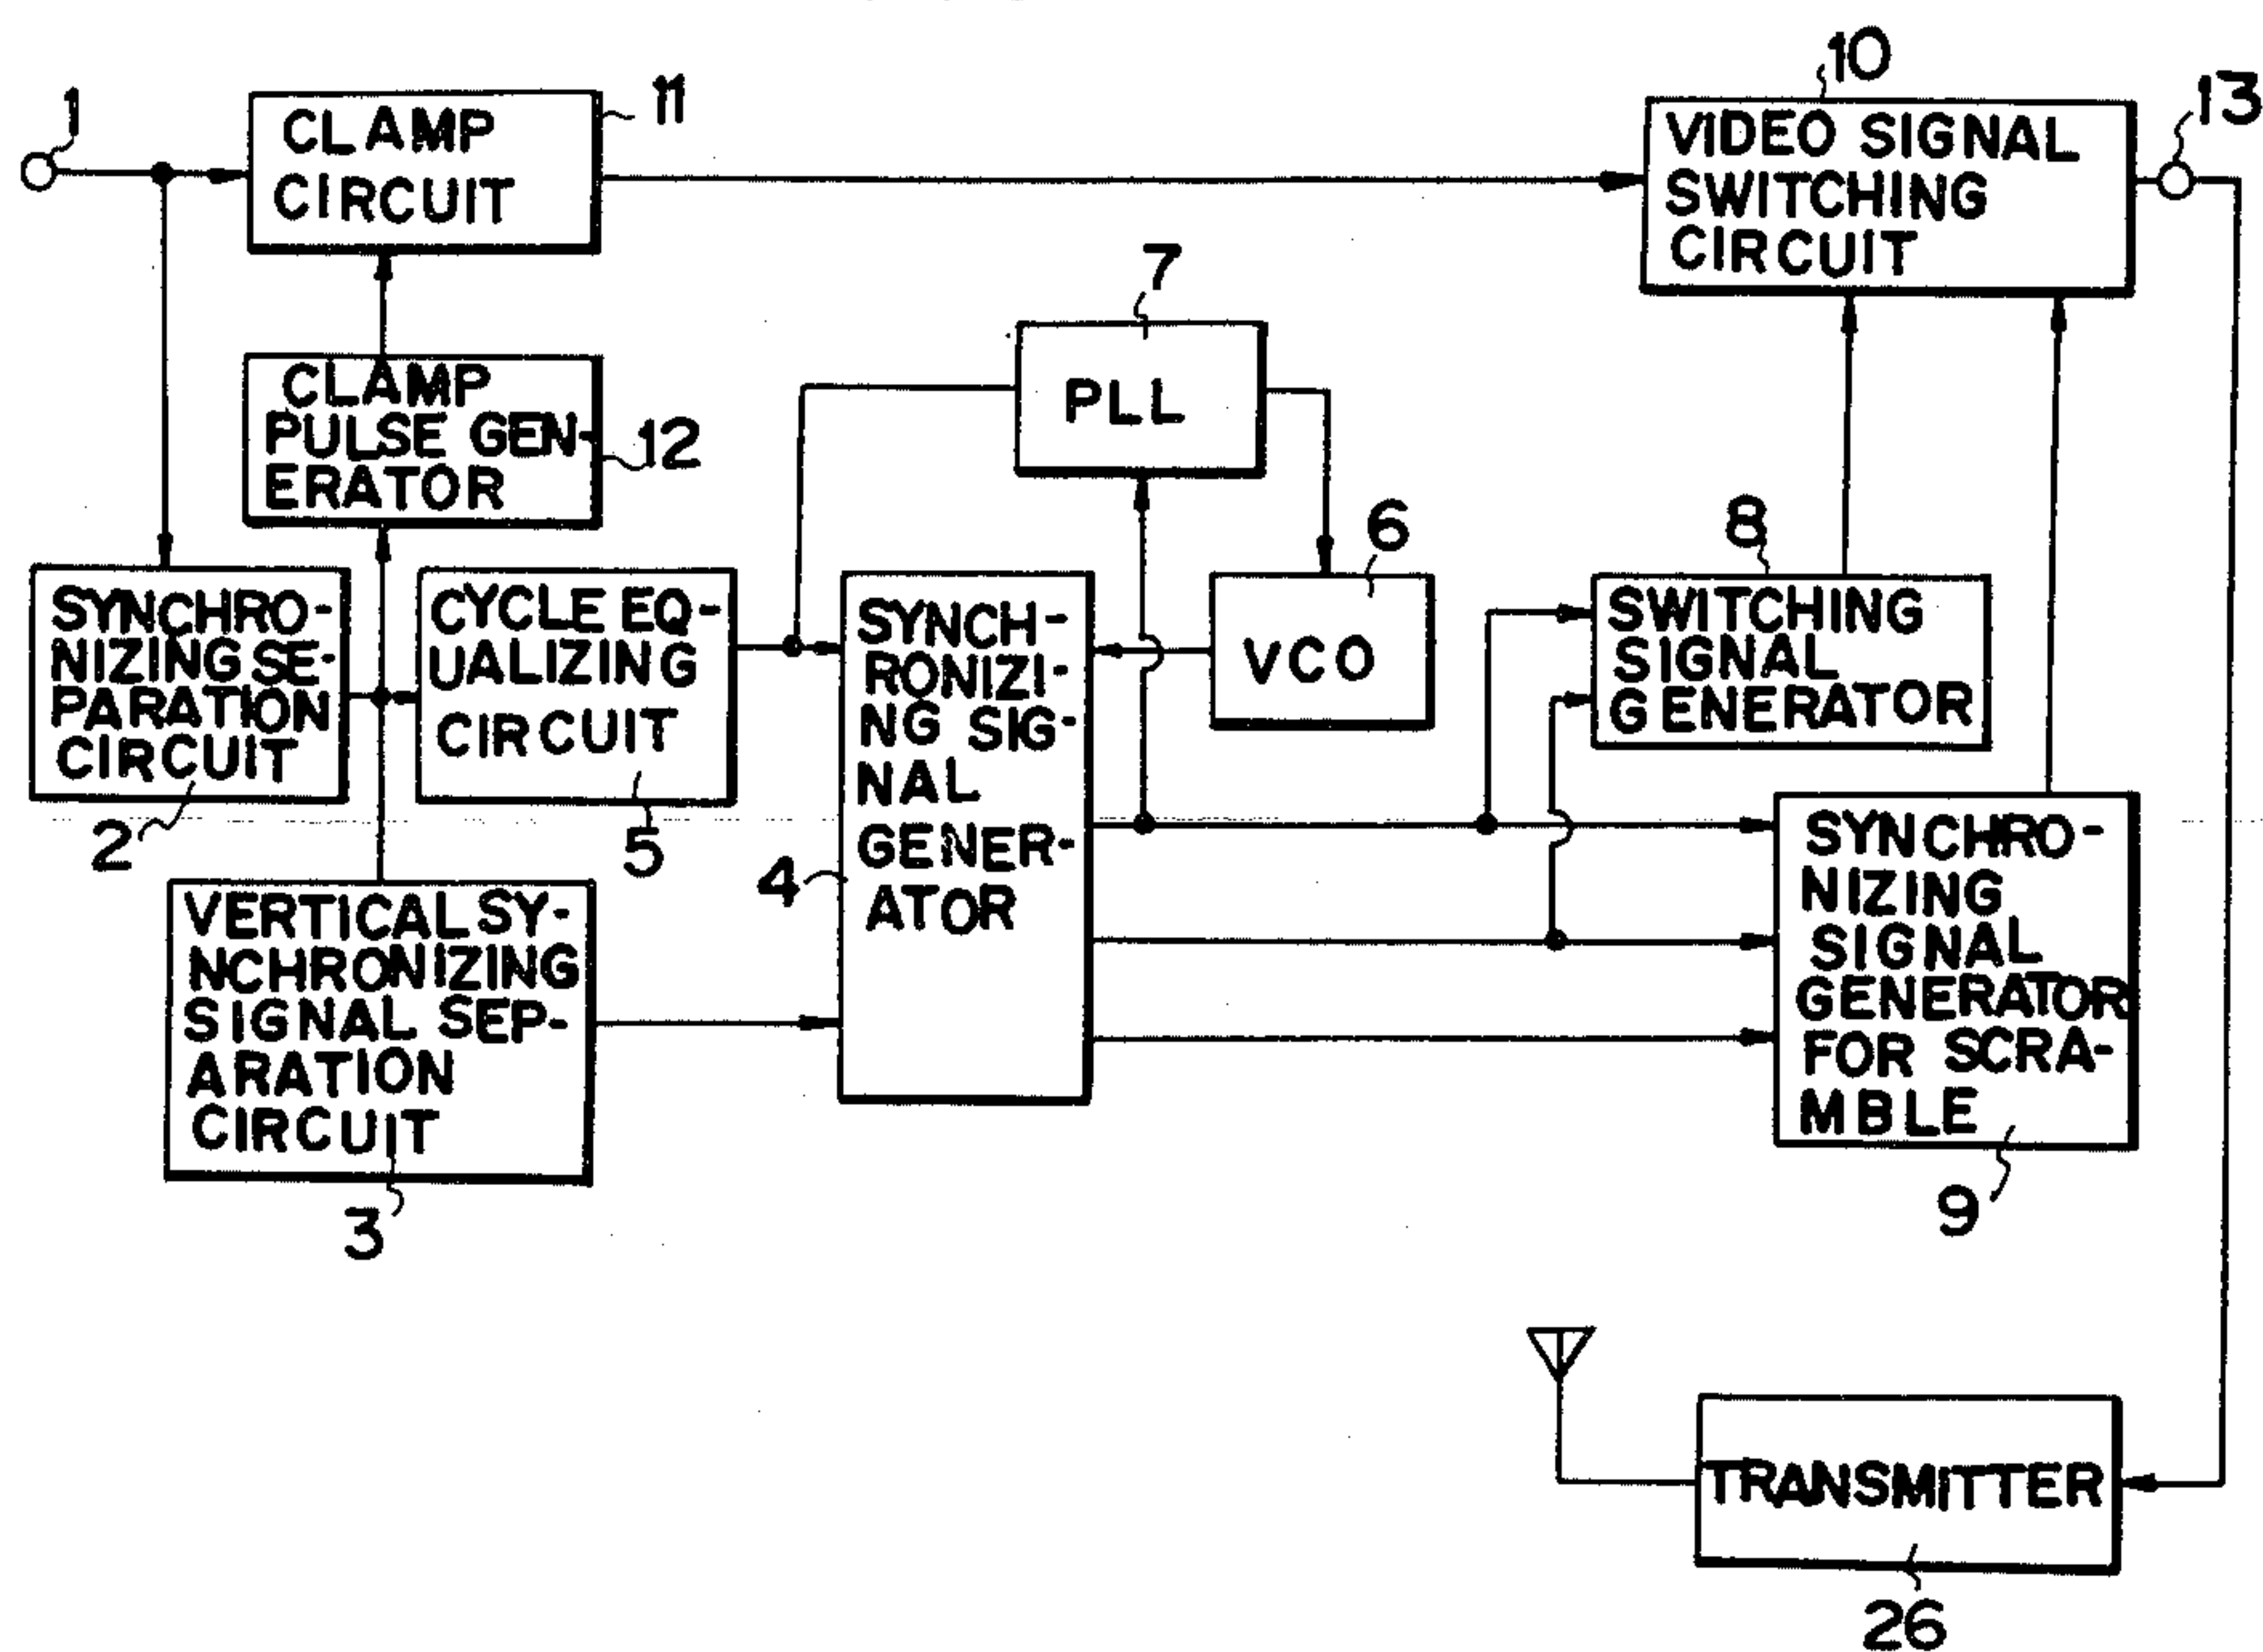 1
CLAMP
CIRCUIT
11
VIDEO SIGNAL
SWITCHING
CIRCUIT
10
13
CLAMP
PULSE GEN-
ERATOR
12
7
PLL
SYNCHRO-
NIZING SE-
PARATION
CIRCUIT
2
CYCLE EQ-
UALIZING
CIRCUIT
5
SYNCH-
RONIZI-
NG SIG-
NAL
GENER-
ATOR
4
6
VCO
8
SWITCHING
SIGNAL
GENERATOR
VERTICAL SY-
NCHRONIZING
SIGNAL SEP-
ARATION
CIRCUIT
3
SYNCHRO-
NIZING
SIGNAL
GENERATOR
FOR SCRA-
MBLE
9
TRANSMITTER
26